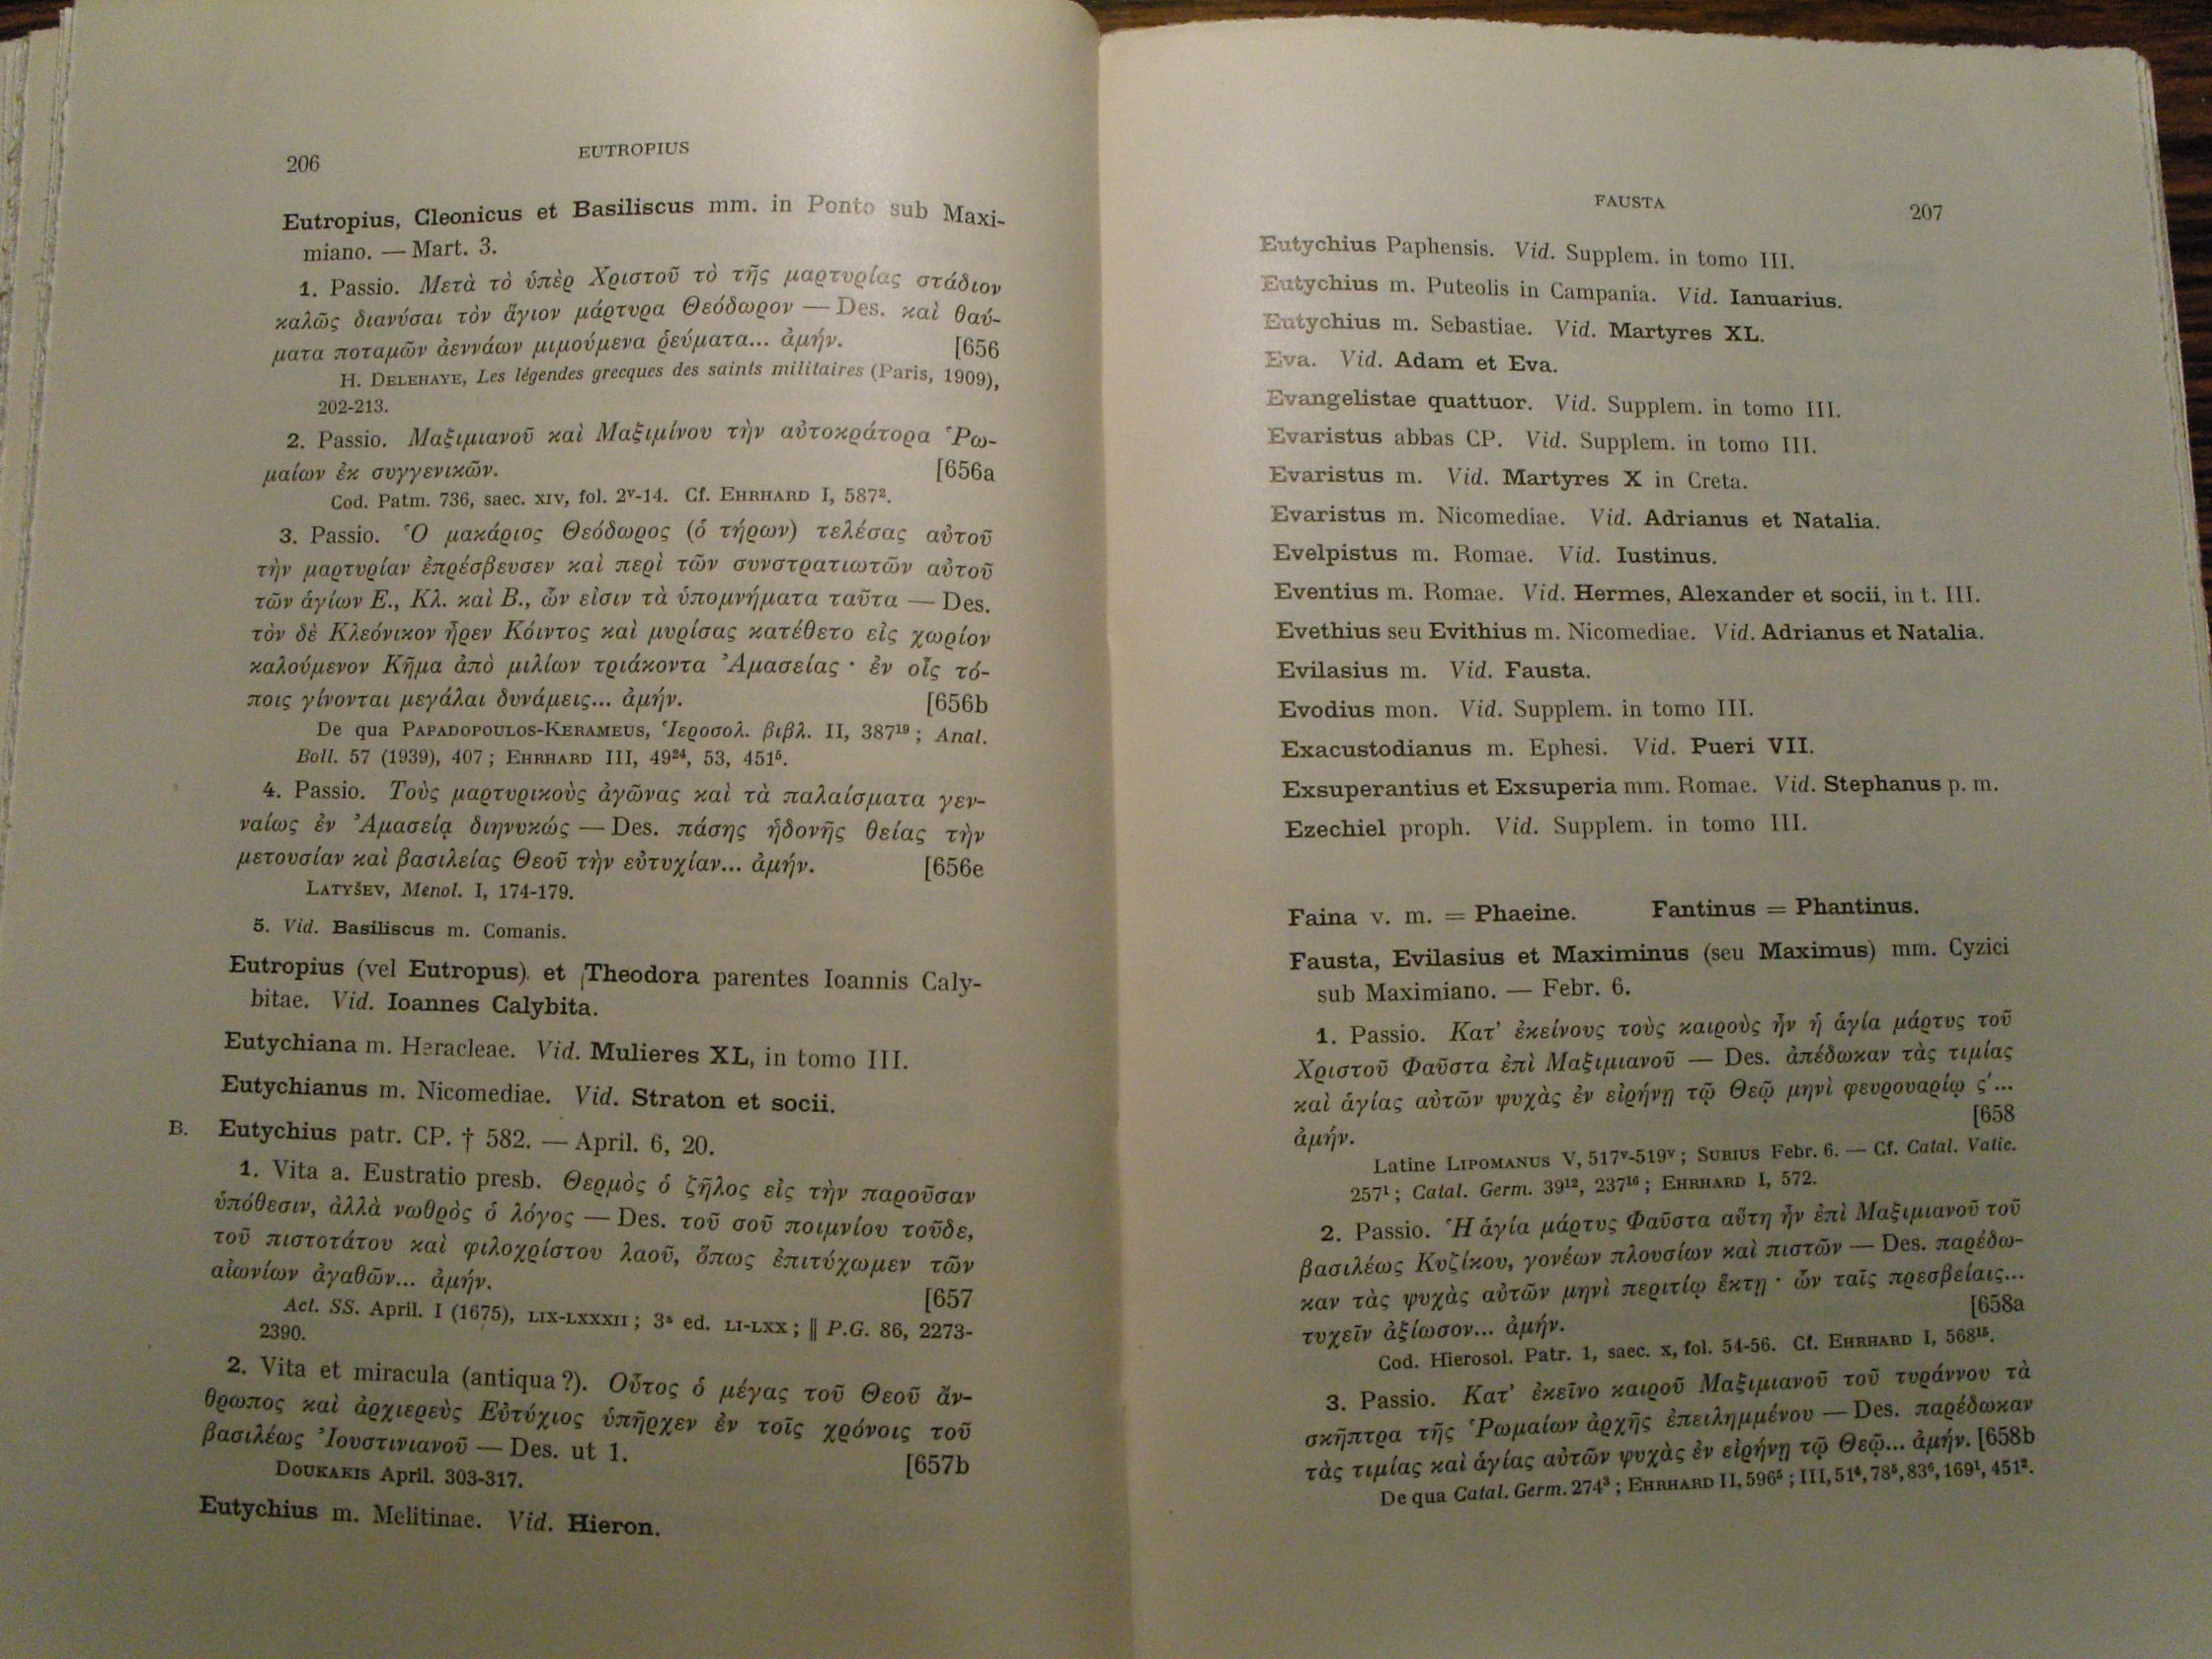 206
EUTROPIUS
Eutropius, Cleonicus et Basiliscus mm. in Ponto sub Maxi-
miano. — Mart. 3.
1. Passio. Μετὰ τὸ ὑπὲρ Χριστοῦ τὸ τῆς μαρτυρίας στάδιον
καλῶς διανύσαι τὸν ἅγιον μάρτυρα Θεόδωρον — Des. καὶ θαύ-
ματα ποταμῶν ἀεννάων μιμούμενα ῥεύματα... ἀμήν. [656
H. DELEHAYE, Les légendes grecques des saints militaires (Paris, 1909),
202-213.
2. Passio. Μαξιμιανοῦ καὶ Μαξιμίνου τὴν αὐτοκράτορα Ῥω-
μαίων ἐκ συγγενικῶν. [656a
Cod. Patm. 736, saec. XIV, fol. 2ᵛ-14. Cf. EHRHARD I, 587².
3. Passio. Ὁ μακάριος Θεόδωρος (ὁ τήρων) τελέσας αὐτοῦ
τὴν μαρτυρίαν ἐπρέσβευσεν καὶ περὶ τῶν συνστρατιωτῶν αὐτοῦ
τῶν ἁγίων Ε., Κλ. καὶ Β., ὧν εἰσιν τὰ ὑπομνήματα ταῦτα — Des.
τὸν δὲ Κλεόνικον ἦρεν Κόιντος καὶ μυρίσας κατέθετο εἰς χωρίον
καλούμενον Κῆμα ἀπὸ μιλίων τριάκοντα Ἀμασείας · ἐν οἷς τό-
ποις γίνονται μεγάλαι δυνάμεις... ἀμήν. [656b
De qua PAPADOPOULOS-KERAMEUS, Ἱεροσολ. βιβλ. II, 387¹⁹ ; Anal.
Boll. 57 (1939), 407 ; EHRHARD III, 49²⁴, 53, 451⁵.
4. Passio. Τοὺς μαρτυρικοὺς ἀγῶνας καὶ τὰ παλαίσματα γεν-
ναίως ἐν Ἀμασείᾳ διηνυκώς — Des. πάσης ἡδονῆς θείας τὴν
μετουσίαν καὶ βασιλείας Θεοῦ τὴν εὐτυχίαν... ἀμήν. [656e
LATYŠEV, Menol. I, 174-179.
5. Vid. Basiliscus m. Comanis.
Eutropius (vel Eutropus) et Theodora parentes Ioannis Caly-
bitae. Vid. Ioannes Calybita.
Eutychiana m. Heracleae. Vid. Mulieres XL, in tomo III.
Eutychianus m. Nicomediae. Vid. Straton et socii.
B. Eutychius patr. CP. † 582. — April. 6, 20.
1. Vita a. Eustratio presb. Θερμὸς ὁ ζῆλος εἰς τὴν παροῦσαν
ὑπόθεσιν, ἀλλὰ νωθρὸς ὁ λόγος — Des. τοῦ σοῦ ποιμνίου τοῦδε,
τοῦ πιστοτάτου καὶ φιλοχρίστου λαοῦ, ὅπως ἐπιτύχωμεν τῶν
αἰωνίων ἀγαθῶν... ἀμήν. [657
Act. SS. April. I (1675), LIX-LXXXII ; 3ᵃ ed. LI-LXX ; || P.G. 86, 2273-
2390.
2. Vita et miracula (antiqua ?). Οὗτος ὁ μέγας τοῦ Θεοῦ ἄν-
θρωπος καὶ ἀρχιερεὺς Εὐτύχιος ὑπῆρχεν ἐν τοῖς χρόνοις τοῦ
βασιλέως Ἰουστινιανοῦ — Des. ut 1. [657b
DOUKAKIS April. 303-317.
Eutychius m. Melitinae. Vid. Hieron.
FAUSTA
207
Eutychius Paphensis. Vid. Supplem. in tomo III.
Eutychius m. Puteolis in Campania. Vid. Ianuarius.
Eutychius m. Sebastiae. Vid. Martyres XL.
Eva. Vid. Adam et Eva.
Evangelistae quattuor. Vid. Supplem. in tomo III.
Evaristus abbas CP. Vid. Supplem. in tomo III.
Evaristus m. Vid. Martyres X in Creta.
Evaristus m. Nicomediae. Vid. Adrianus et Natalia.
Evelpistus m. Romae. Vid. Iustinus.
Eventius m. Romae. Vid. Hermes, Alexander et socii, in t. III.
Evethius seu Evithius m. Nicomediae. Vid. Adrianus et Natalia.
Evilasius m. Vid. Fausta.
Evodius mon. Vid. Supplem. in tomo III.
Exacustodianus m. Ephesi. Vid. Pueri VII.
Exsuperantius et Exsuperia mm. Romae. Vid. Stephanus p. m.
Ezechiel proph. Vid. Supplem. in tomo III.
Faina v. m. = Phaeine. Fantinus = Phantinus.
Fausta, Evilasius et Maximinus (seu Maximus) mm. Cyzici
sub Maximiano. — Febr. 6.
1. Passio. Κατ' ἐκείνους τοὺς καιροὺς ἦν ἡ ἁγία μάρτυς τοῦ
Χριστοῦ Φαῦστα ἐπὶ Μαξιμιανοῦ — Des. ἀπέδωκαν τὰς τιμίας
καὶ ἁγίας αὐτῶν ψυχὰς ἐν εἰρήνῃ τῷ Θεῷ μηνὶ φευρουαρίῳ ϛ'...
ἀμήν. [658
Latine LIPOMANUS V, 517ᵛ-519ᵛ ; SURIUS Febr. 6. — Cf. Catal. Vatic.
257¹ ; Catal. Germ. 39¹², 237¹⁶ ; EHRHARD I, 572.
2. Passio. Ἡ ἁγία μάρτυς Φαῦστα αὕτη ἦν ἐπὶ Μαξιμιανοῦ τοῦ
βασιλέως Κυζίκου, γονέων πλουσίων καὶ πιστῶν — Des. παρέδω-
καν τὰς ψυχὰς αὐτῶν μηνὶ περιτίῳ ἕκτῃ · ὧν ταῖς πρεσβείαις...
τυχεῖν ἀξίωσον... ἀμήν. [658a
Cod. Hierosol. Patr. 1, saec. X, fol. 54-56. Cf. EHRHARD I, 568¹⁵.
3. Passio. Κατ' ἐκεῖνο καιροῦ Μαξιμιανοῦ τοῦ τυράννου τὰ
σκῆπτρα τῆς Ῥωμαίων ἀρχῆς ἐπειλημμένου — Des. παρέδωκαν
τὰς τιμίας καὶ ἁγίας αὐτῶν ψυχὰς ἐν εἰρήνῃ τῷ Θεῷ... ἀμήν. [658b
De qua Catal. Germ. 274³ ; EHRHARD II, 596⁵ ; III, 51⁴, 78⁵, 83⁶, 169¹, 451².